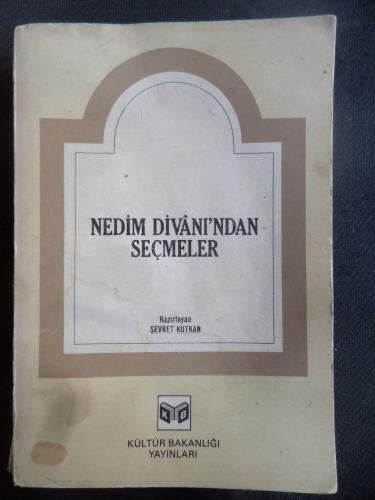 NEDİM DİVÂNI'NDAN
SEÇMELER
Hazırlayan
ŞEVKET KUTKAN
K B
KÜLTÜR BAKANLIĞI
YAYINLARI